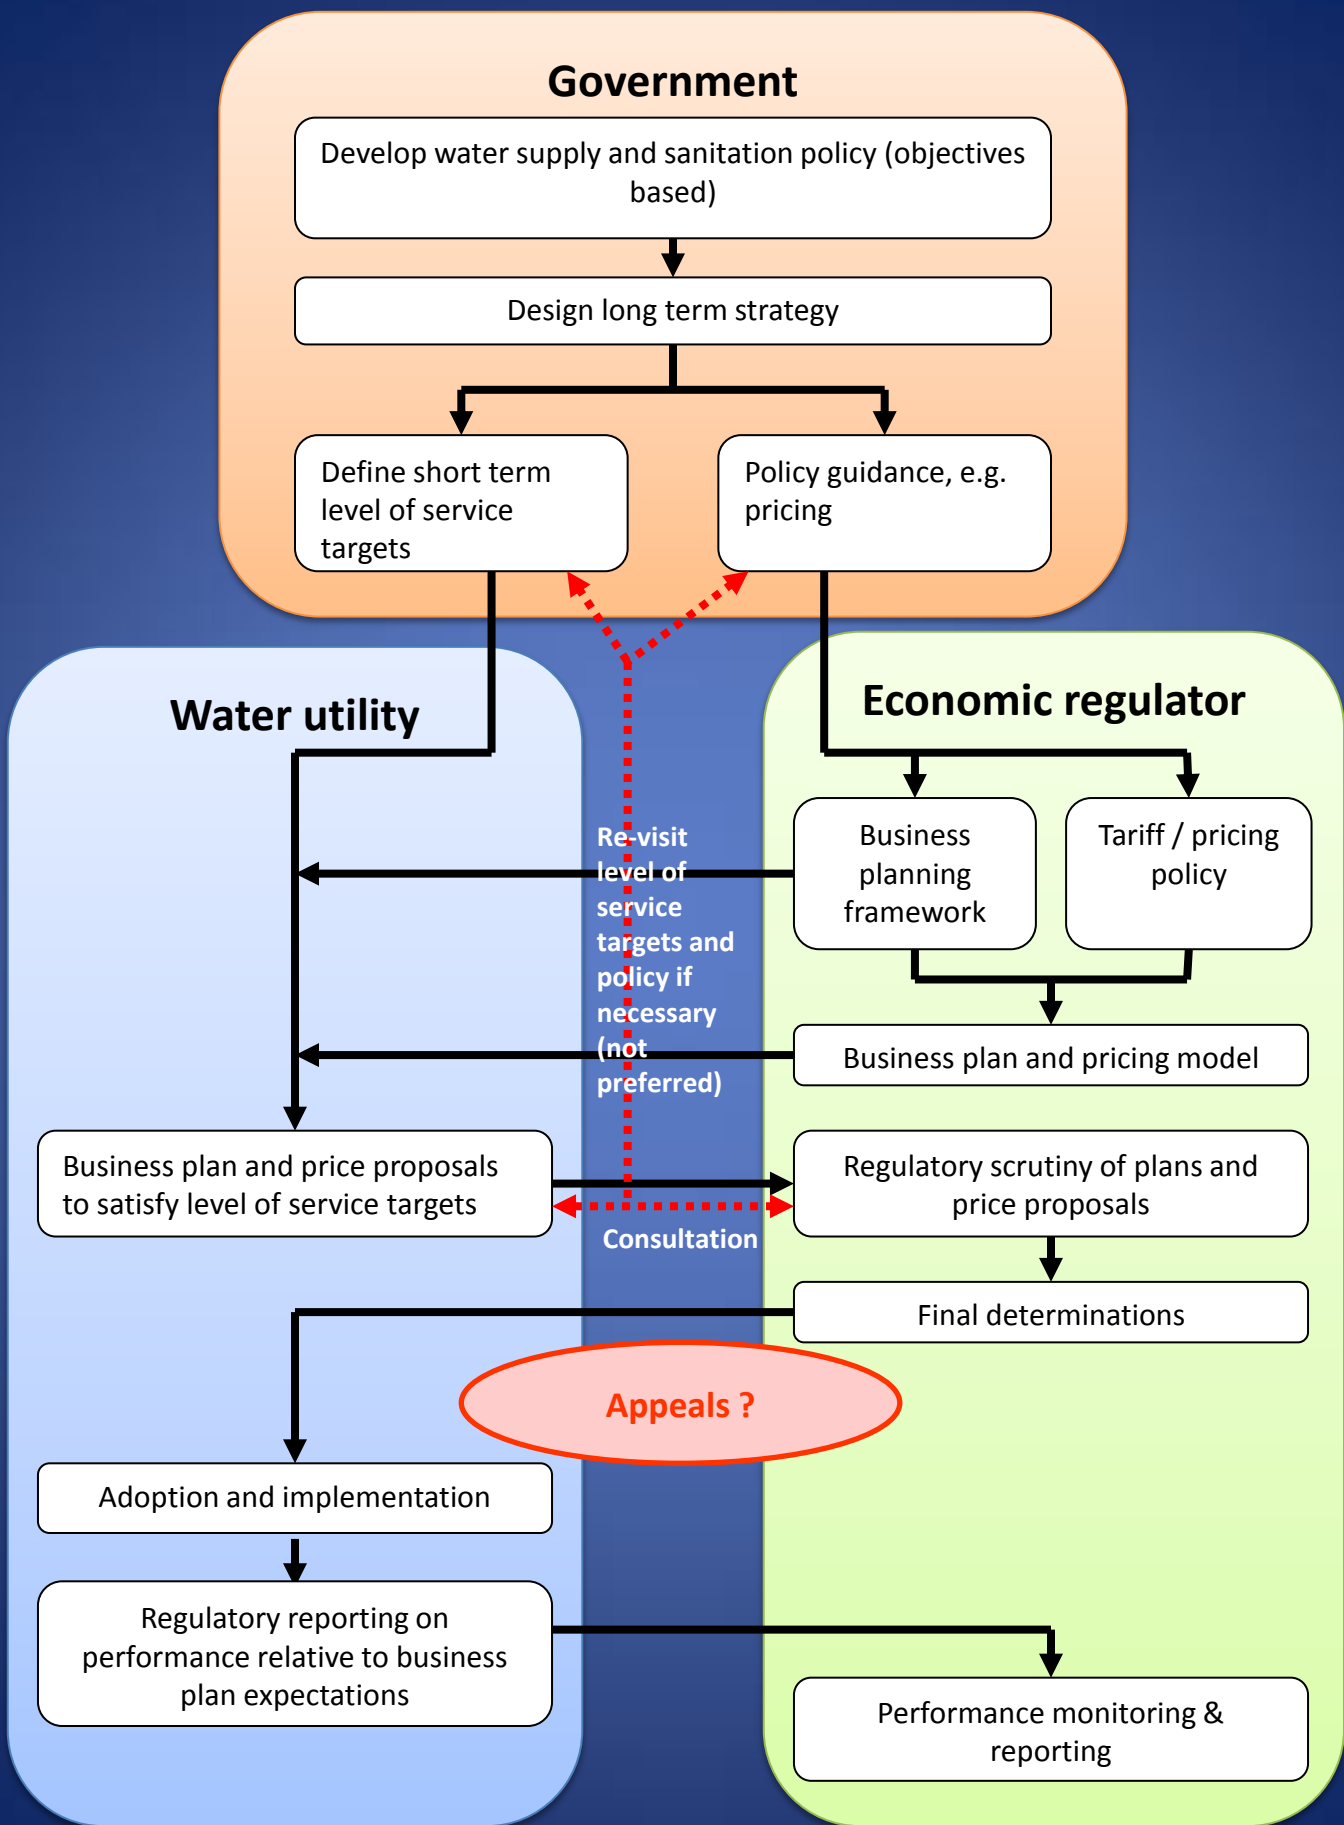 Government
Develop water supply and sanitation policy (objectives
based)
Design long term strategy
Define short term
level of service
targets
Policy guidance, e.g.
pricing
Water utility
Economic regulator
Business
planning
framework
Tariff / pricing
policy
Re-visit
level of
service
targets and
policy if
necessary
(not
preferred)
Business plan and pricing model
Business plan and price proposals
to satisfy level of service targets
Regulatory scrutiny of plans and
price proposals
Consultation
Final determinations
Appeals ?
Adoption and implementation
Regulatory reporting on
performance relative to business
plan expectations
Performance monitoring &
reporting